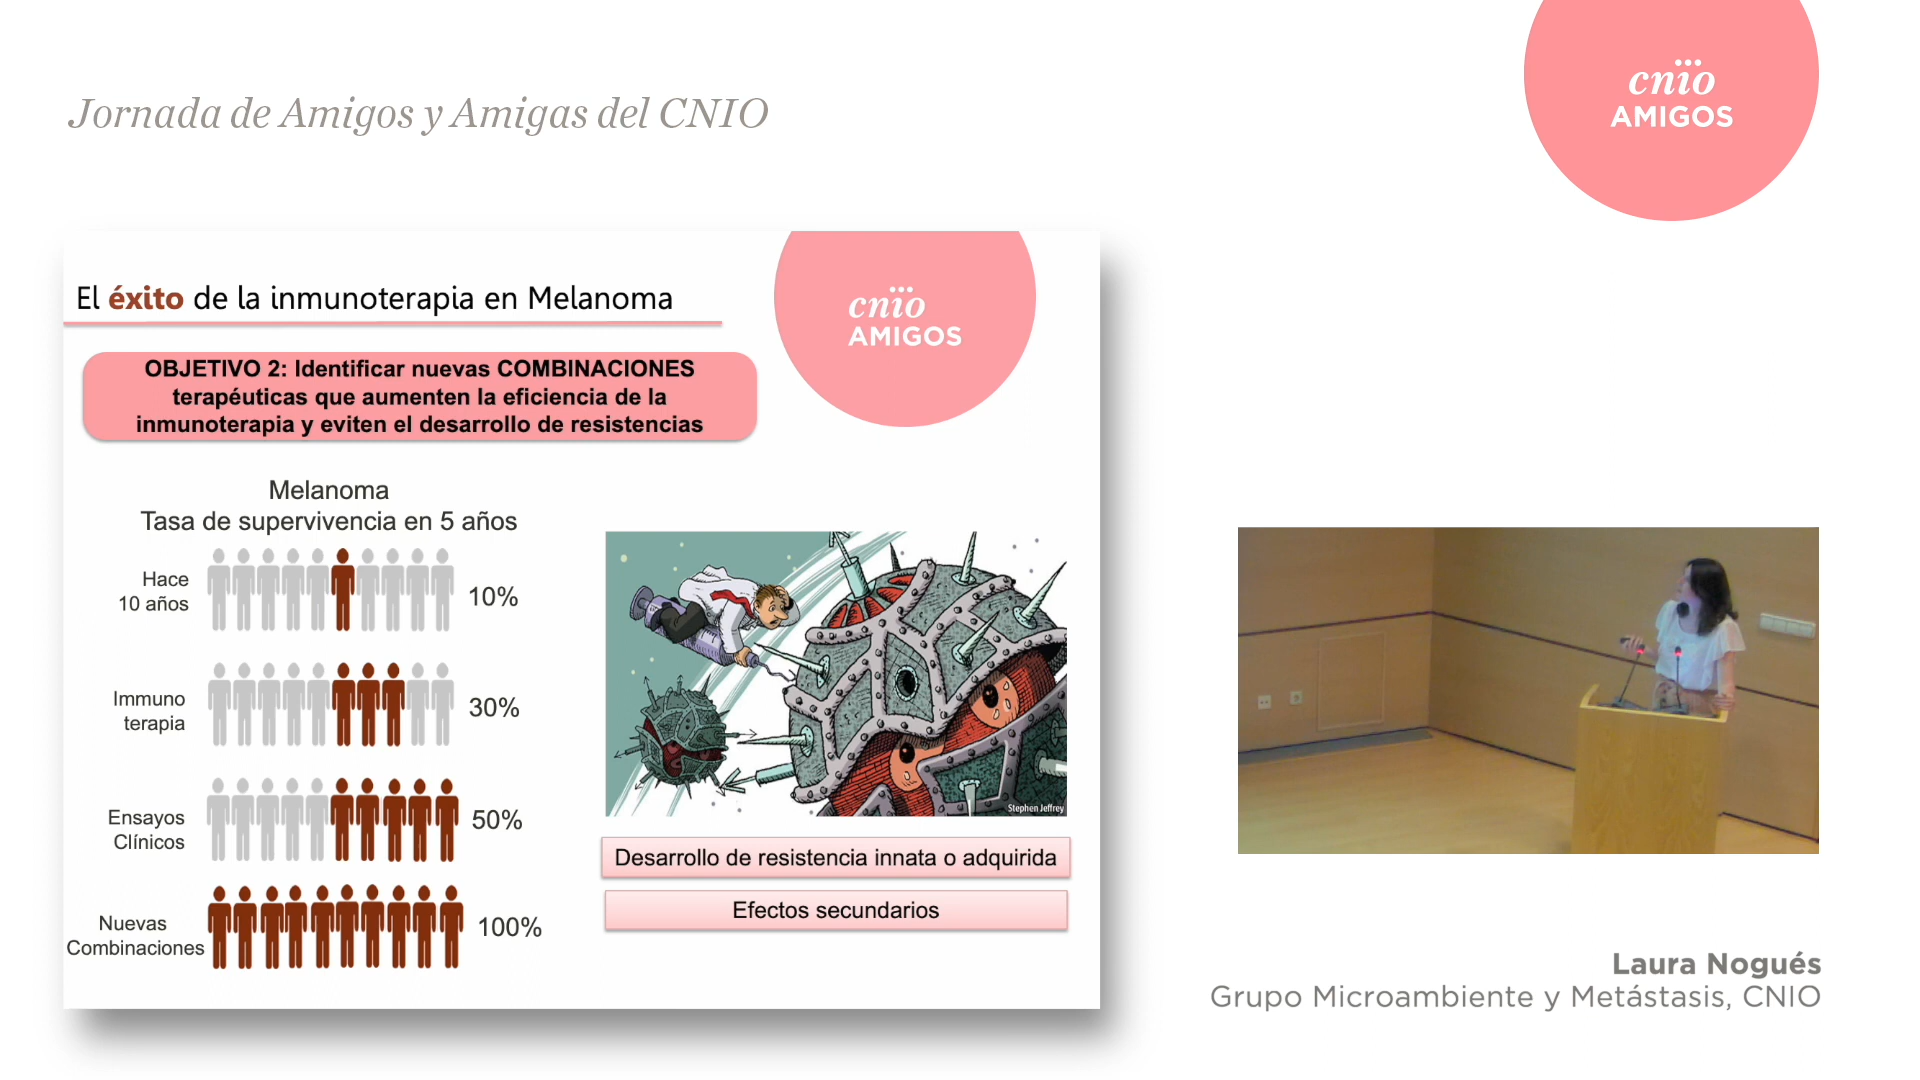 Jornada de Amigos y Amigas del CNIO
cnio
AMIGOS
El éxito de la inmunoterapia en Melanoma
cnio
AMIGOS
OBJETIVO 2: Identificar nuevas COMBINACIONES
terapéuticas que aumenten la eficiencia de la
inmunoterapia y eviten el desarrollo de resistencias
Melanoma
Tasa de supervivencia en 5 años
Hace
10 años
10%
Immuno
terapia
30%
Ensayos
Clínicos
50%
Nuevas
Combinaciones
100%
Stephen Jeffrey
Desarrollo de resistencia innata o adquirida
Efectos secundarios
Laura Nogués
Grupo Microambiente y Metástasis, CNIO